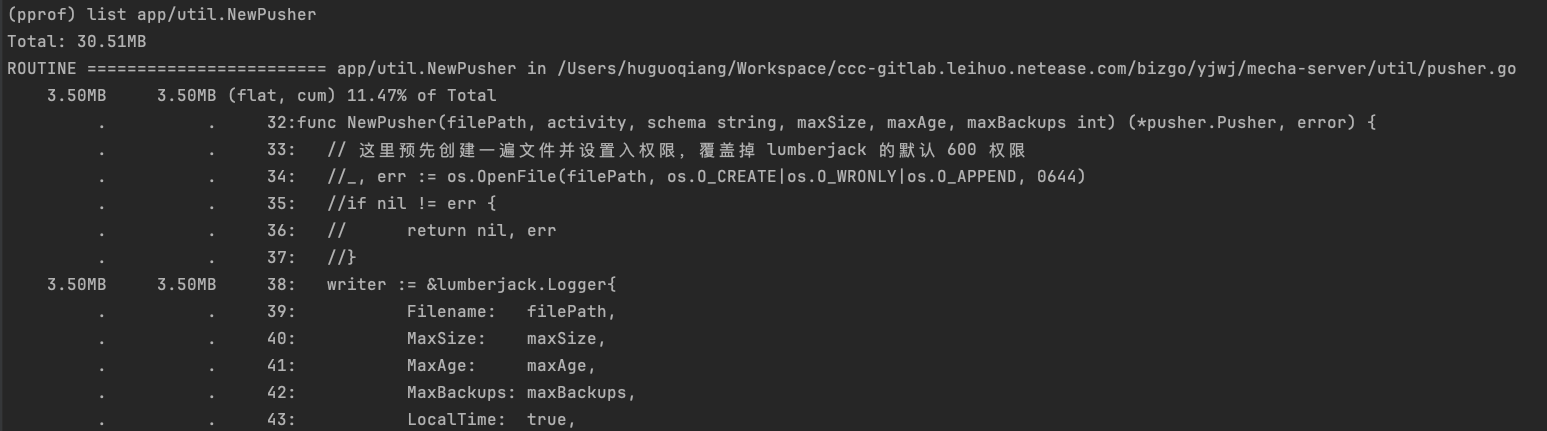 (pprof) list app/util.NewPusher
Total: 30.51MB
ROUTINE ======================== app/util.NewPusher in /Users/huguoqiang/Workspace/ccc-gitlab.leihuo.netease.com/bizgo/yjwj/mecha-server/util/pusher.go
    3.50MB     3.50MB (flat, cum) 11.47% of Total
         .          .     32:func NewPusher(filePath, activity, schema string, maxSize, maxAge, maxBackups int) (*pusher.Pusher, error) {
         .          .     33:   // 这里预先创建一遍文件并设置入权限，覆盖掉 lumberjack 的默认 600 权限
         .          .     34:   //_, err := os.OpenFile(filePath, os.O_CREATE|os.O_WRONLY|os.O_APPEND, 0644)
         .          .     35:   //if nil != err {
         .          .     36:   //      return nil, err
         .          .     37:   //}
    3.50MB     3.50MB     38:   writer := &lumberjack.Logger{
         .          .     39:           Filename:   filePath,
         .          .     40:           MaxSize:    maxSize,
         .          .     41:           MaxAge:     maxAge,
         .          .     42:           MaxBackups: maxBackups,
         .          .     43:           LocalTime:  true,